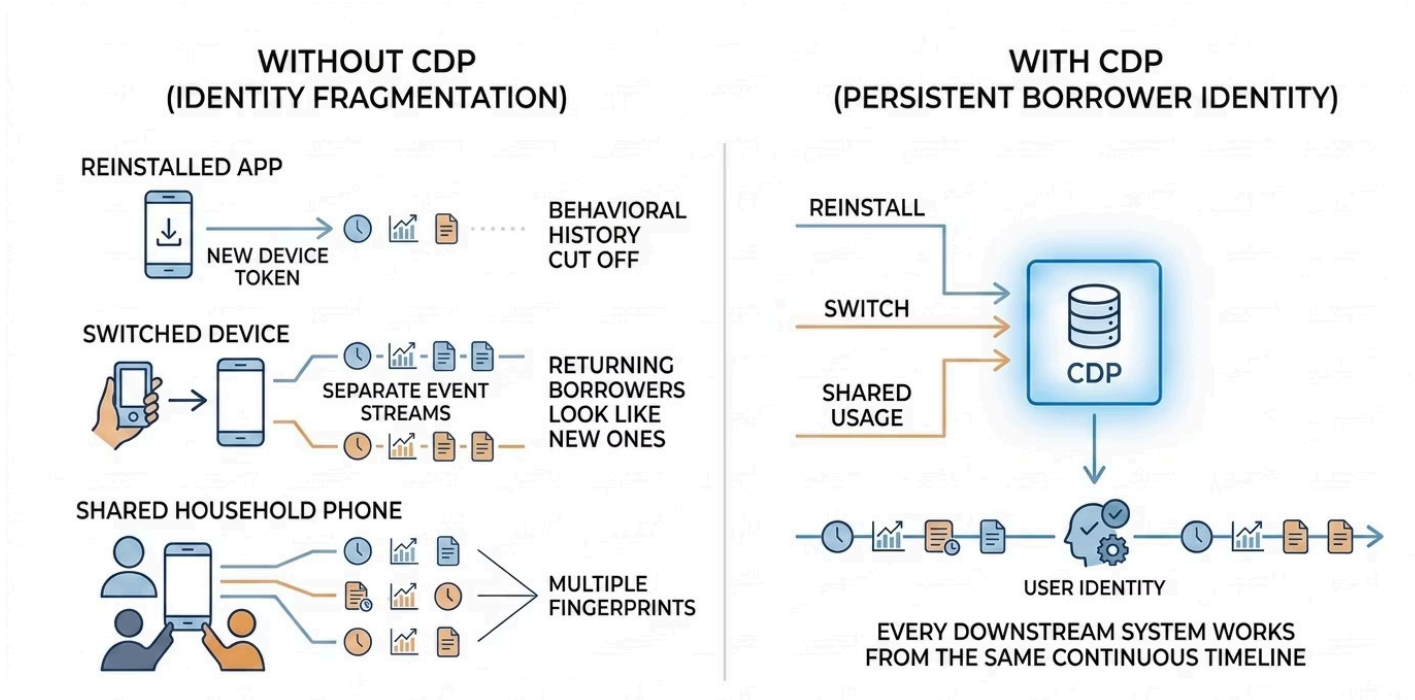 WITHOUT CDP
(IDENTITY FRAGMENTATION)
REINSTALLED APP
NEW DEVICE
TOKEN
BEHAVIORAL
HISTORY
CUT OFF
SWITCHED DEVICE
SEPARATE EVENT
STREAMS
RETURNING
BORROWERS
LOOK LIKE
NEW ONES
SHARED HOUSEHOLD PHONE
MULTIPLE
FINGERPRINTS
WITH CDP
(PERSISTENT BORROWER IDENTITY)
REINSTALL
SWITCH
SHARED
USAGE
CDP
USER IDENTITY
EVERY DOWNSTREAM SYSTEM WORKS
FROM THE SAME CONTINUOUS TIMELINE